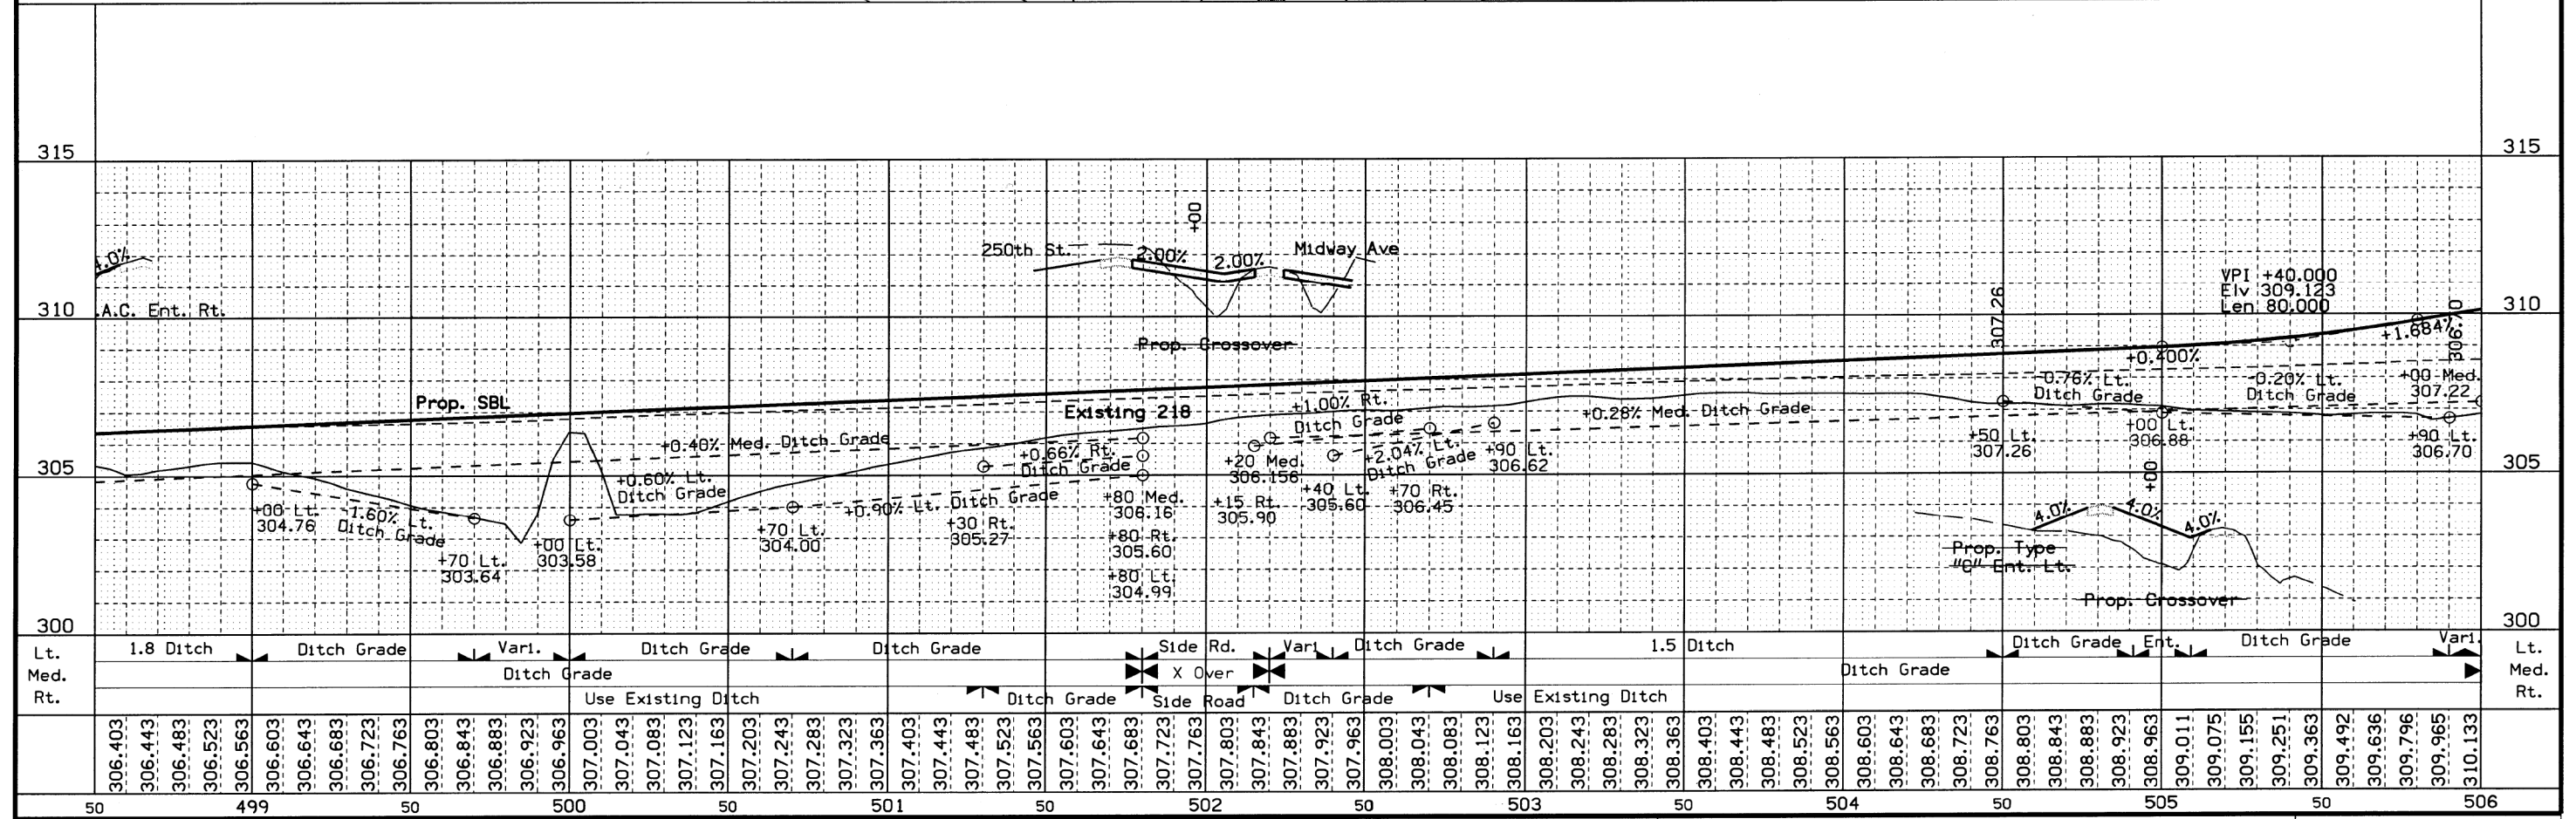 315
315
+00
250th St.
2.00%
2.00%
Midway Ave
4.0%
307.26
VPI +40.000
Elv 309.123
Len 80.000
310
A.C. Ent. Rt.
310
Prop. Crossover
+0.400%
+1.684%
306.70
Prop. SBL
Existing 218
+1.00% Rt.
Ditch Grade
+0.28% Med. Ditch Grade
-0.76% Lt.
Ditch Grade
-0.20% Lt.
Ditch Grade
+00 Med.
307.22
+0.40% Med. Ditch Grade
+0.66% Rt.
Ditch Grade
+20 Med.
306.156
+2.04% Lt.
Ditch Grade
+90 Lt.
306.62
+50 Lt.
307.26
+00 Lt.
306.88
+90 Lt.
306.70
305
305
+00 Lt.
304.76
-1.60% Lt.
Ditch Grade
+0.60% Lt.
Ditch Grade
+0.90% Lt. Ditch Grade
+80 Med.
306.16
+15 Rt.
305.90
+40 Lt.
305.60
+70 Rt.
306.45
+00
+70 Lt.
303.64
+00 Lt.
303.58
+70 Lt.
304.00
+30 Rt.
305.27
+80 Rt.
305.60
+80 Lt.
304.99
4.0%
4.0%
4.0%
Prop. Type
"C" Ent. Lt.
Prop. Crossover
300
300
Lt. 1.8 Ditch Ditch Grade Vari. Ditch Grade Ditch Grade Side Rd. Vari. Ditch Grade 1.5 Ditch Ditch Grade Ent. Ditch Grade Vari. Lt.
Med. Ditch Grade X Over Ditch Grade Med.
Rt. Use Existing Ditch Ditch Grade Side Road Ditch Grade Use Existing Ditch Rt.
306.403 306.443 306.483 306.523 306.563 306.603 306.643 306.683 306.723 306.763 306.803 306.843 306.883 306.923 306.963 307.003 307.043 307.083 307.123 307.163 307.203 307.243 307.283 307.323 307.363 307.403 307.443 307.483 307.523 307.563 307.603 307.643 307.683 307.723 307.763 307.803 307.843 307.883 307.923 307.963 308.003 308.043 308.083 308.123 308.163 308.203 308.243 308.283 308.323 308.363 308.403 308.443 308.483 308.523 308.563 308.603 308.643 308.683 308.723 308.763 308.803 308.843 308.883 308.923 308.963 309.011 309.075 309.155 309.251 309.363 309.492 309.636 309.796 309.965 310.133
50 499 50 500 50 501 50 502 50 503 50 504 50 505 50 506